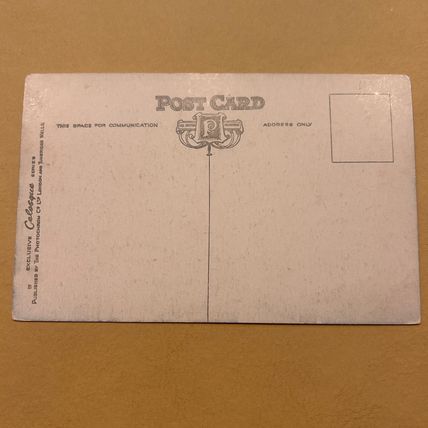 POST CARD
THIS SPACE FOR COMMUNICATION
ADDRESS ONLY
P
EXCLUSIVE Celesque SERIES
PUBLISHED BY THE PHOTOCHROM CO LTD LONDON AND TUNBRIDGE WELLS